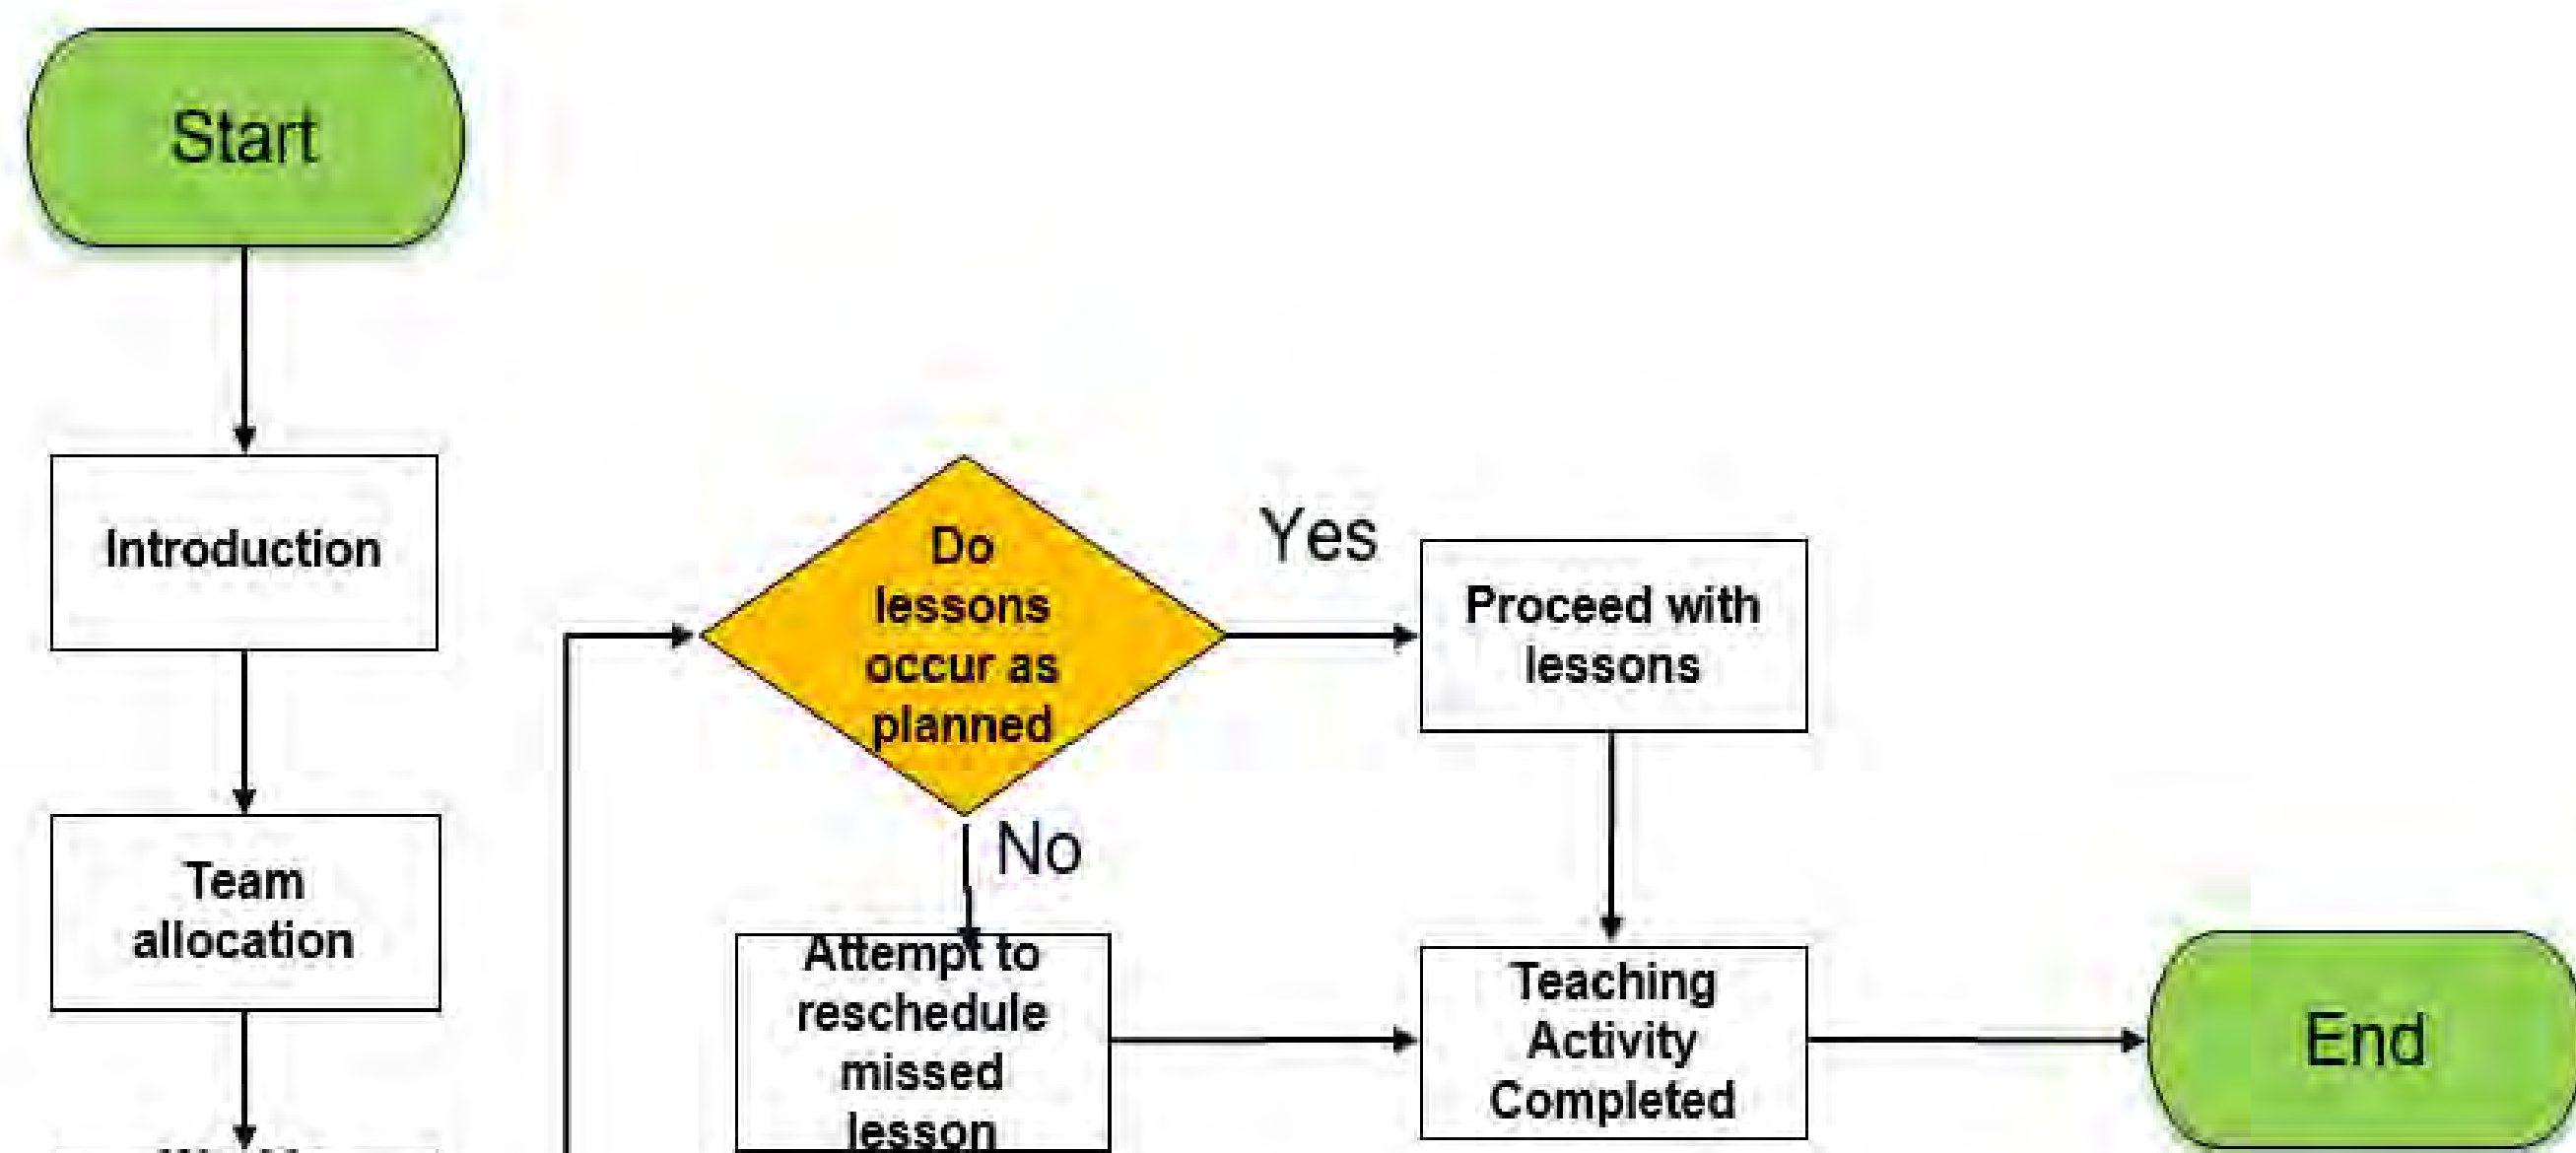 Start
Introduction
Team
allocation
Do
lessons
occur as
planned
Yes
No
Proceed with
lessons
Attempt to
reschedule
missed
lesson
Teaching
Activity
Completed
End